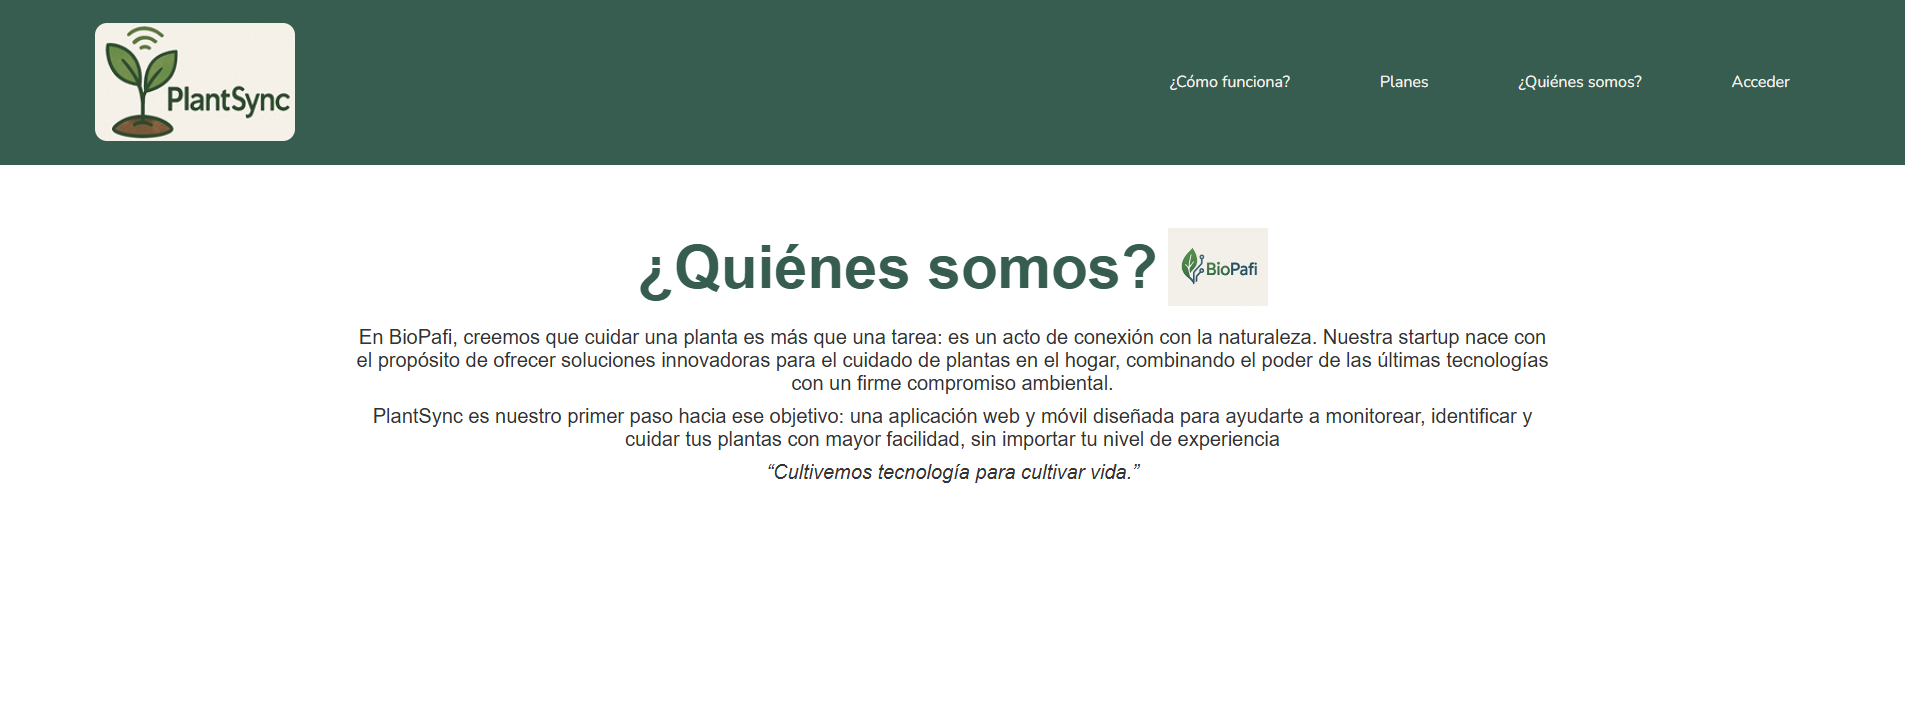 PlantSync
¿Cómo funciona?
Planes
¿Quiénes somos?
Acceder
¿Quiénes somos?
BioPafi
En BioPafi, creemos que cuidar una planta es más que una tarea: es un acto de conexión con la naturaleza. Nuestra startup nace con
el propósito de ofrecer soluciones innovadoras para el cuidado de plantas en el hogar, combinando el poder de las últimas tecnologías
con un firme compromiso ambiental.
PlantSync es nuestro primer paso hacia ese objetivo: una aplicación web y móvil diseñada para ayudarte a monitorear, identificar y
cuidar tus plantas con mayor facilidad, sin importar tu nivel de experiencia
“Cultivemos tecnología para cultivar vida.”